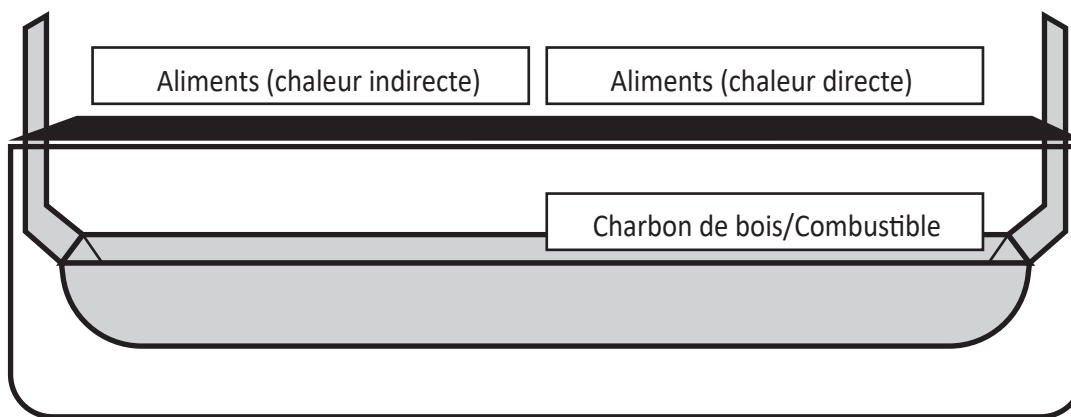 Aliments (chaleur indirecte)
Aliments (chaleur directe)
Charbon de bois/Combustible